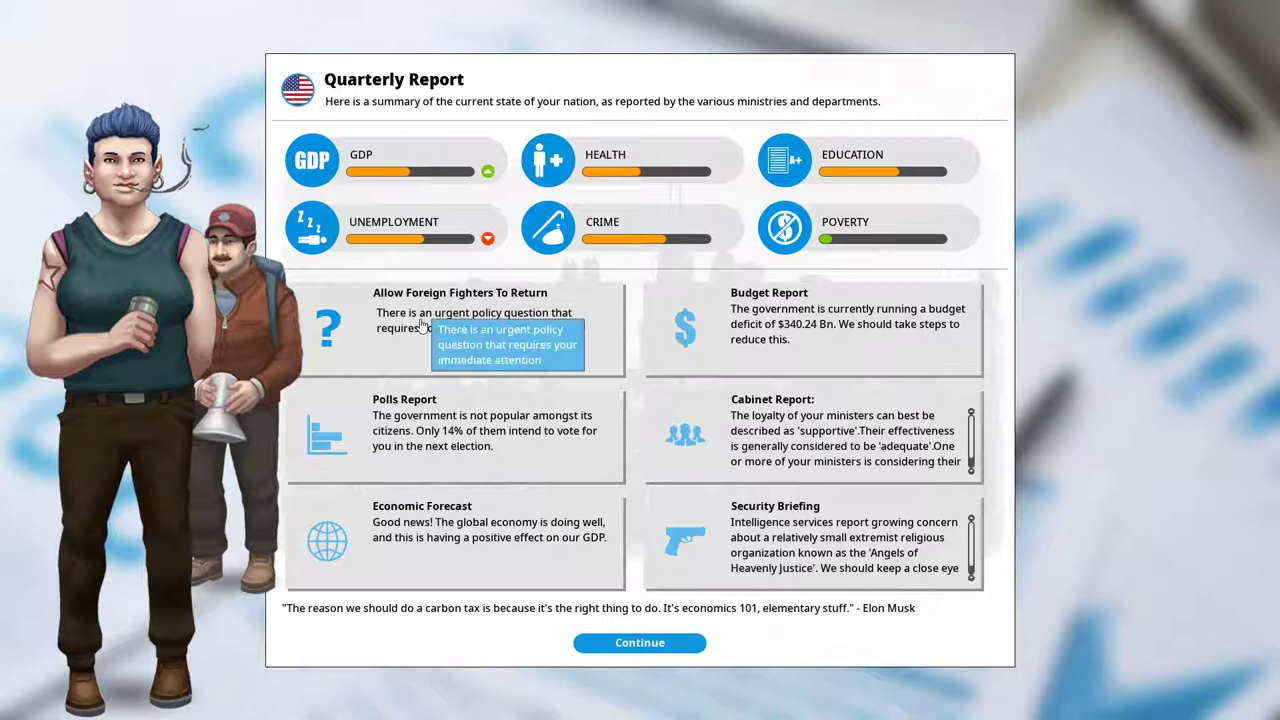 Quarterly Report
Here is a summary of the current state of your nation, as reported by the various ministries and departments.
GDP
GDP
HEALTH
A+
EDUCATION
Z Z Z
UNEMPLOYMENT
CRIME
$
POVERTY
?
Allow Foreign Fighters To Return
There is an urgent policy question that
requires
There is an urgent policy
question that requires your
immediate attention
$
Budget Report
The government is currently running a budget
deficit of $340.24 Bn. We should take steps to
reduce this.
Polls Report
The government is not popular amongst its
citizens. Only 14% of them intend to vote for
you in the next election.
Cabinet Report:
The loyalty of your ministers can best be
described as 'supportive'.Their effectiveness
is generally considered to be 'adequate'.One
or more of your ministers is considering their
Economic Forecast
Good news! The global economy is doing well,
and this is having a positive effect on our GDP.
Security Briefing
Intelligence services report growing concern
about a relatively small extremist religious
organization known as the 'Angels of
Heavenly Justice'. We should keep a close eye
"The reason we should do a carbon tax is because it's the right thing to do. It's economics 101, elementary stuff." - Elon Musk
Continue